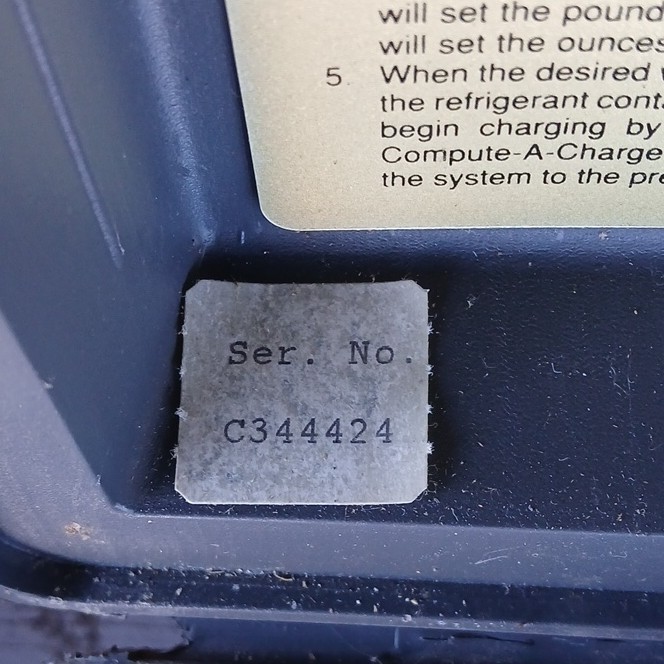 will set the pound
will set the ounces
5. When the desired
the refrigerant cont
begin charging by
Compute-A-Charge
the system to the pre
Ser. No.
C344424